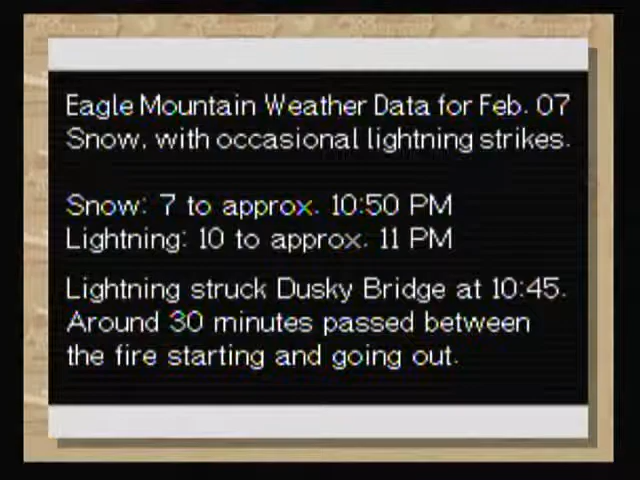 Eagle Mountain Weather Data for Feb. 07
Snow, with occasional lightning strikes.
Snow: 7 to approx. 10:50 PM
Lightning: 10 to approx. 11 PM
Lightning struck Dusky Bridge at 10:45.
Around 30 minutes passed between
the fire starting and going out.